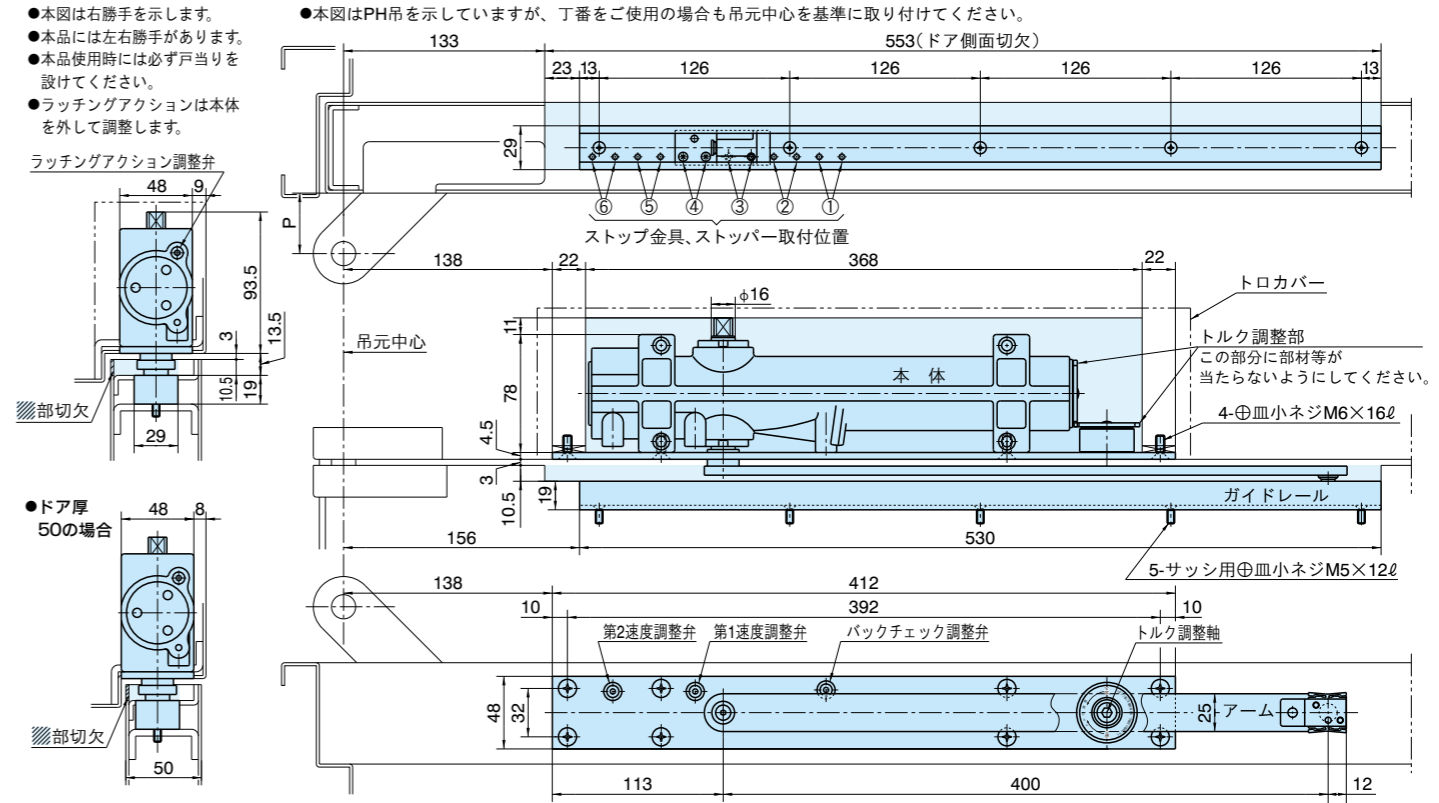 ●本図は右勝手を示します。
●本品には左右勝手があります。
●本品使用時には必ず戸当りを
設けてください。
●ラッチングアクションは本体
を外して調整します。
●本図はPH吊を示していますが、丁番をご使用の場合も吊元中心を基準に取り付けてください。
133
553(ドア側面切欠)
23
13
126
126
126
126
13
29
⑥
⑤
④
③
②
①
ストップ金具、ストッパー取付位置
P
ラッチングアクション調整弁
48
9
93.5
3
13.5
10.5
19
▨部切欠
29
138
22
368
22
φ16
トロカバー
11
吊元中心
トルク調整部
この部分に部材等が
当たらないようにしてください。
本 体
78
4-⊕皿小ネジM6×16ℓ
4.5
3
10.5
19
ガイドレール
156
530
5-サッシ用⊕皿小ネジM5×12ℓ
●ドア厚
50の場合
48
8
▨部切欠
50
138
412
10
392
10
第2速度調整弁
第1速度調整弁
バックチェック調整弁
トルク調整軸
48
32
25
アーム
113
400
12